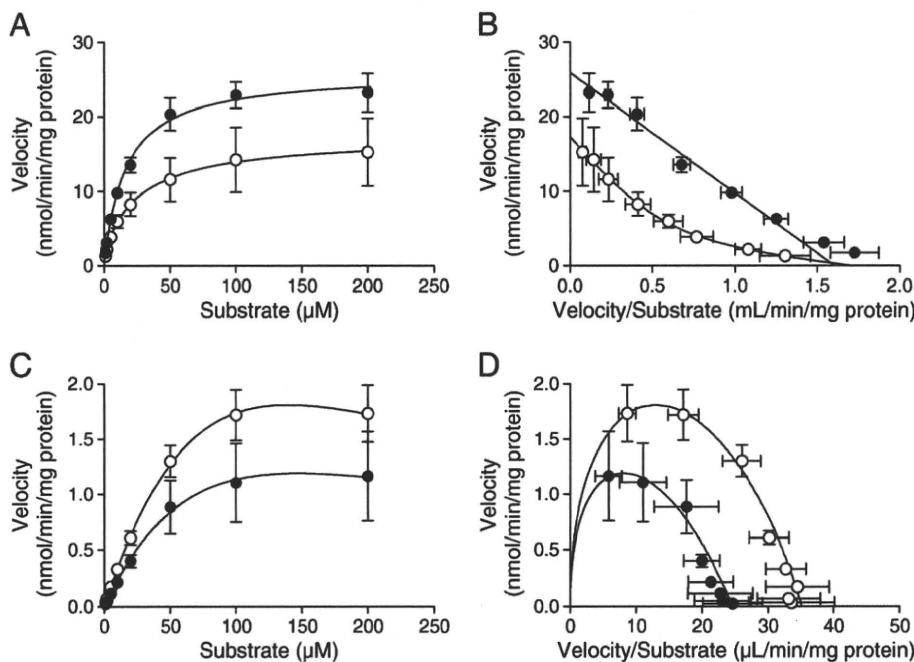 A
Velocity
(nmol/min/mg protein)
30
20
10
0
0 50 100 150 200 250
Substrate (µM)
B
Velocity
(nmol/min/mg protein)
30
20
10
0
0.0 0.5 1.0 1.5 2.0
Velocity/Substrate (mL/min/mg protein)
C
Velocity
(nmol/min/mg protein)
2.0
1.5
1.0
0.5
0.0
0 50 100 150 200 250
Substrate (µM)
D
Velocity
(nmol/min/mg protein)
2.0
1.5
1.0
0.5
0.0
0 10 20 30 40 50
Velocity/Substrate (µL/min/mg protein)